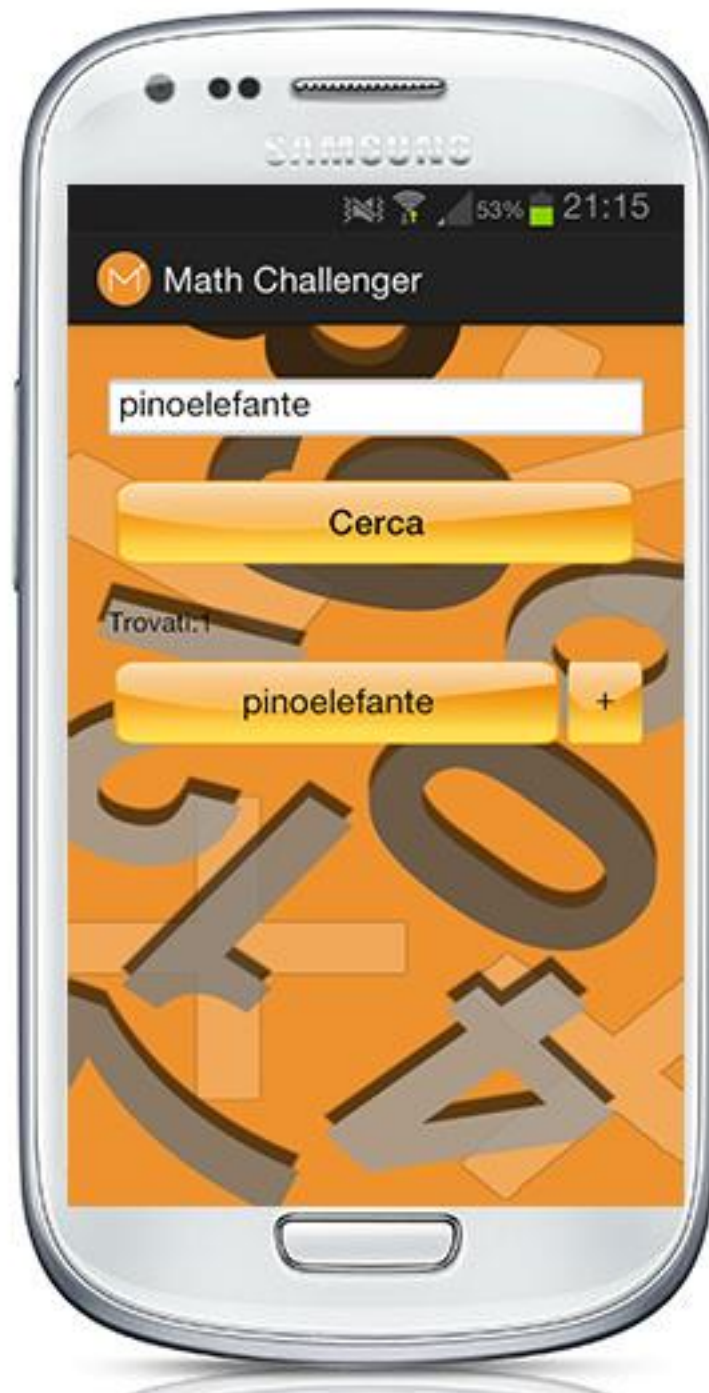 SAMSUNG
53% 21:15
Math Challenger
pinoelefante
Cerca
Trovati:1
pinoelefante +